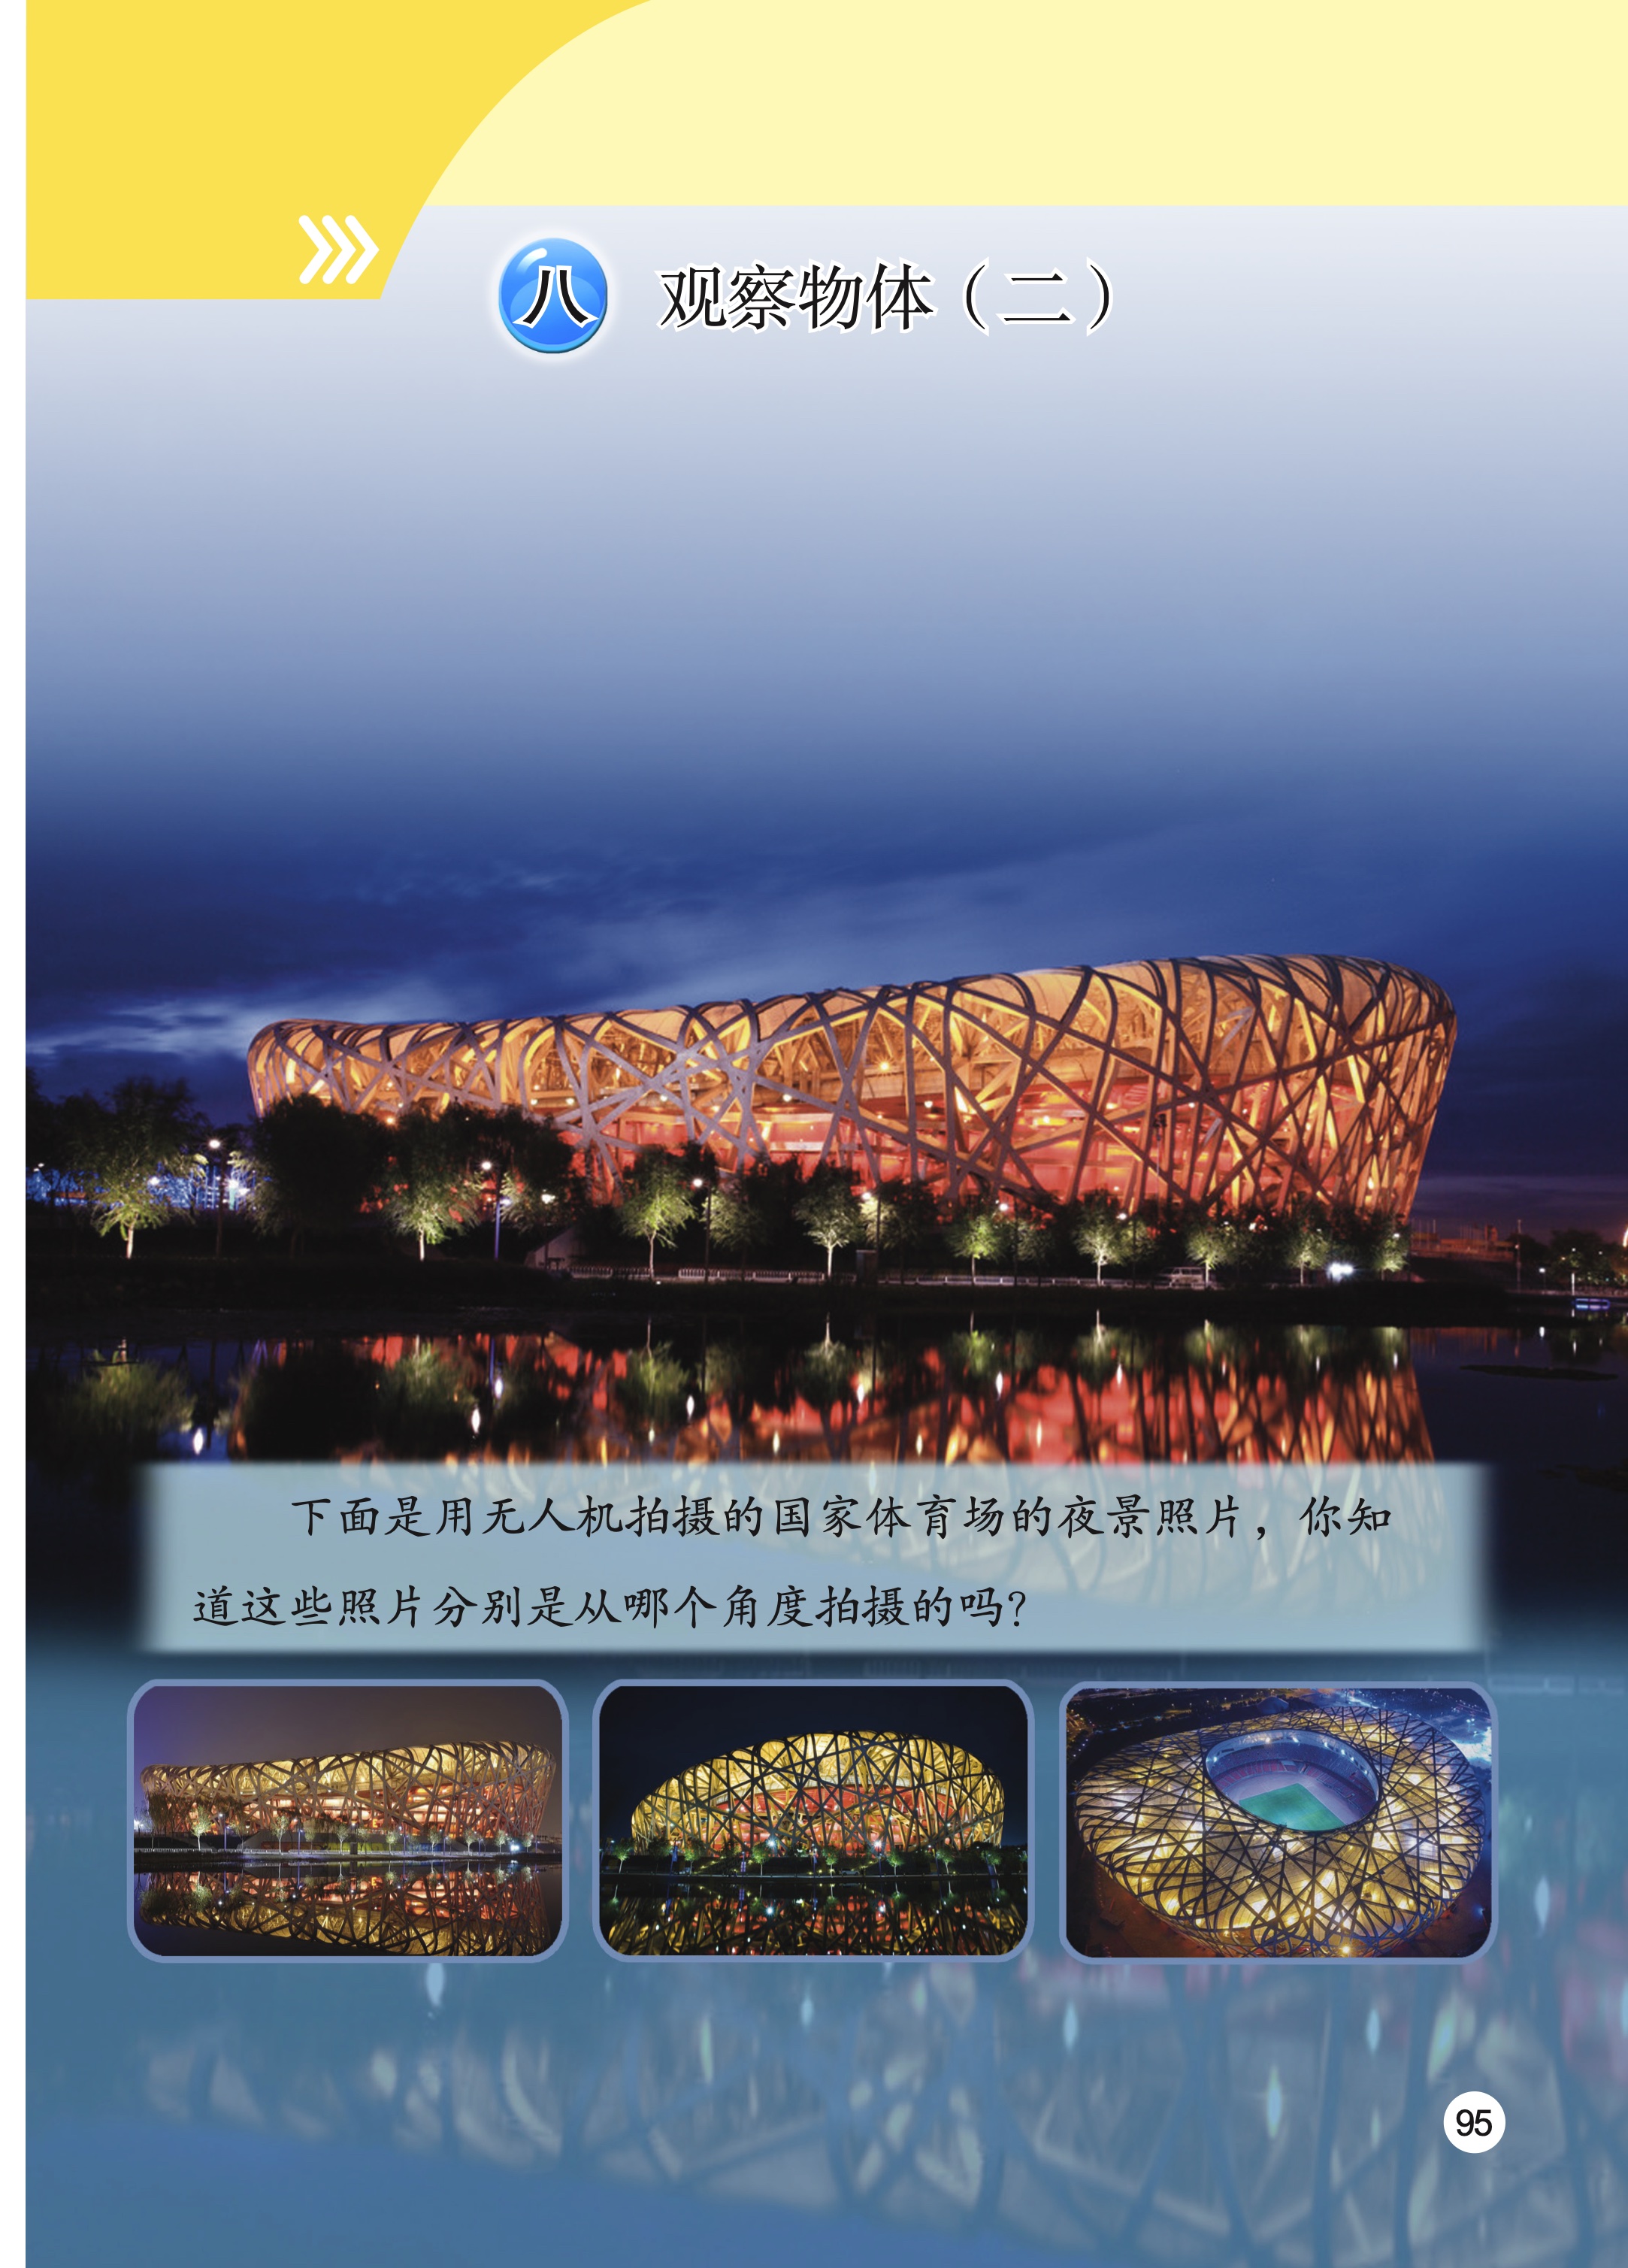 八 观察物体（二）
下面是用无人机拍摄的国家体育场的夜景照片，你知
道这些照片分别是从哪个角度拍摄的吗？
95